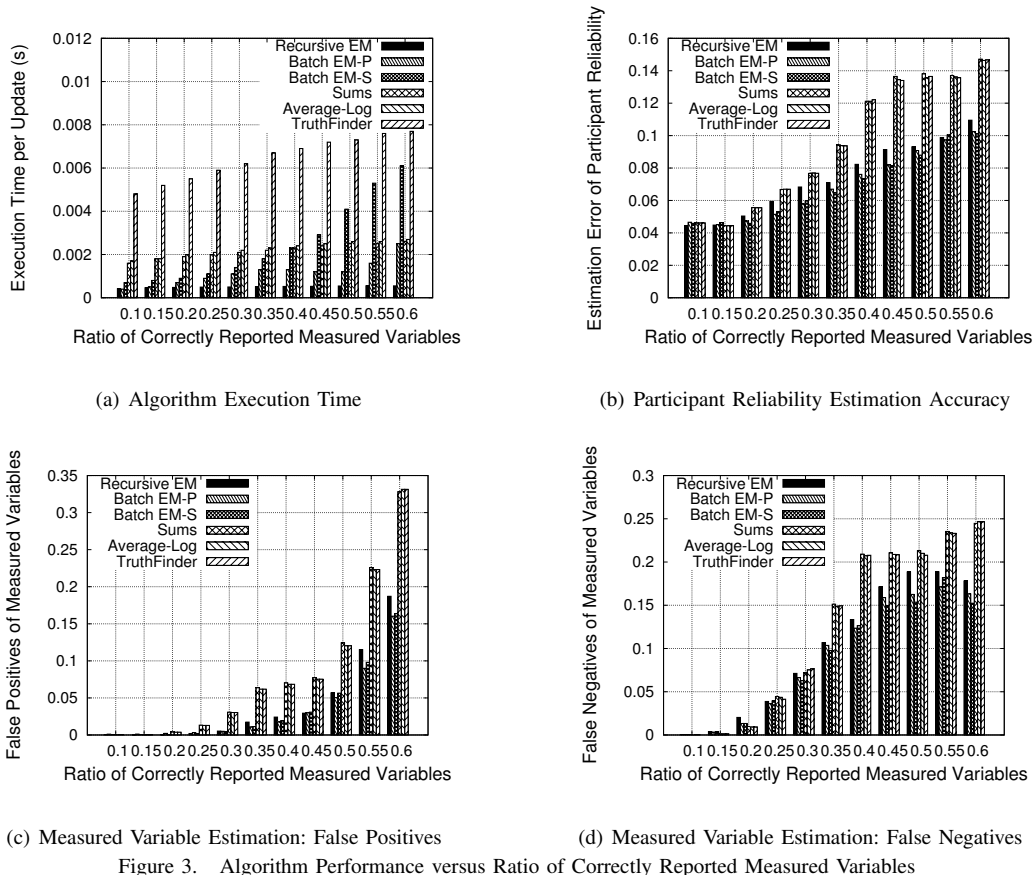 Execution Time per Update (s)
0.012
0.01
0.008
0.006
0.004
0.002
0
Recursive EM
Batch EM-P
Batch EM-S
Sums
Average-Log
TruthFinder
0.1 0.15 0.2 0.25 0.3 0.35 0.4 0.45 0.5 0.55 0.6
Ratio of Correctly Reported Measured Variables
(a) Algorithm Execution Time
Estimation Error of Participant Reliability
0.16
0.14
0.12
0.1
0.08
0.06
0.04
0.02
0
Recursive EM
Batch EM-P
Batch EM-S
Sums
Average-Log
TruthFinder
0.1 0.15 0.2 0.25 0.3 0.35 0.4 0.45 0.5 0.55 0.6
Ratio of Correctly Reported Measured Variables
(b) Participant Reliability Estimation Accuracy
False Positives of Measured Variables
0.35
0.3
0.25
0.2
0.15
0.1
0.05
0
Recursive EM
Batch EM-P
Batch EM-S
Sums
Average-Log
TruthFinder
0.1 0.15 0.2 0.25 0.3 0.35 0.4 0.45 0.5 0.55 0.6
Ratio of Correctly Reported Measured Variables
(c) Measured Variable Estimation: False Positives
False Negatives of Measured Variables
0.3
0.25
0.2
0.15
0.1
0.05
0
Recursive EM
Batch EM-P
Batch EM-S
Sums
Average-Log
TruthFinder
0.1 0.15 0.2 0.25 0.3 0.35 0.4 0.45 0.5 0.55 0.6
Ratio of Correctly Reported Measured Variables
(d) Measured Variable Estimation: False Negatives
Figure 3. Algorithm Performance versus Ratio of Correctly Reported Measured Variables